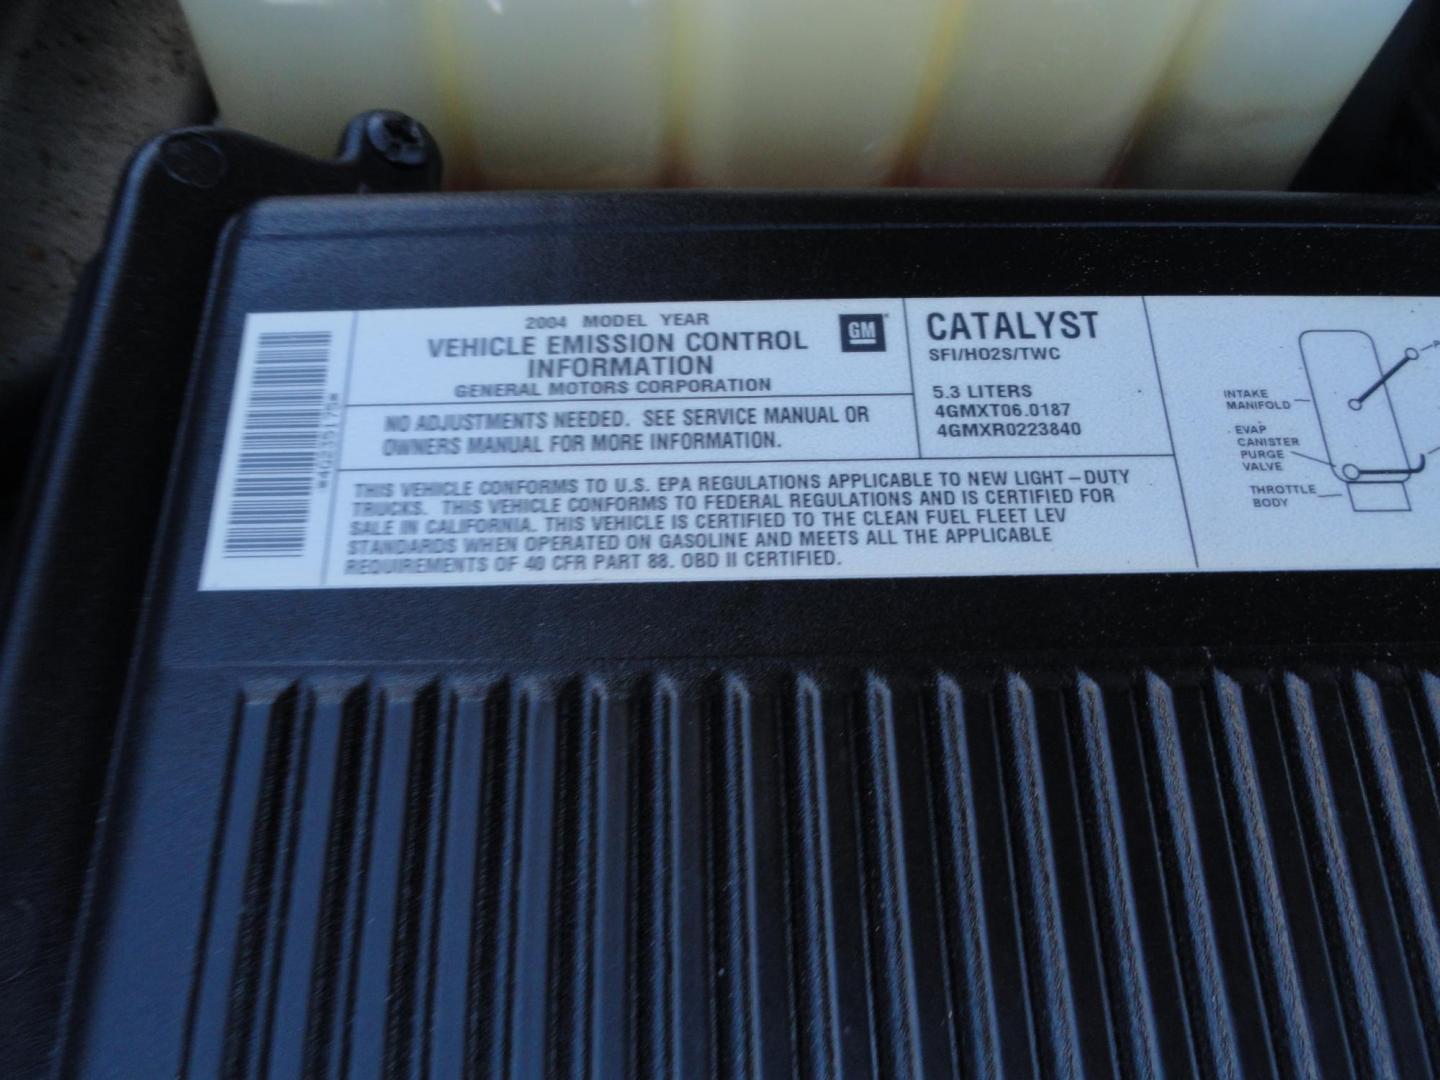 2004 MODEL YEAR
VEHICLE EMISSION CONTROL
INFORMATION
GENERAL MOTORS CORPORATION
GM
NO ADJUSTMENTS NEEDED. SEE SERVICE MANUAL OR
OWNERS MANUAL FOR MORE INFORMATION.
THIS VEHICLE CONFORMS TO U.S. EPA REGULATIONS APPLICABLE TO NEW LIGHT-DUTY
TRUCKS. THIS VEHICLE CONFORMS TO FEDERAL REGULATIONS AND IS CERTIFIED FOR
SALE IN CALIFORNIA. THIS VEHICLE IS CERTIFIED TO THE CLEAN FUEL FLEET LEV
STANDARDS WHEN OPERATED ON GASOLINE AND MEETS ALL THE APPLICABLE
REQUIREMENTS OF 40 CFR PART 88. OBD II CERTIFIED.
CATALYST
SFI/HO2S/TWC
5.3 LITERS
4GMXT06.0187
4GMXR0223840
INTAKE
MANIFOLD
EVAP
CANISTER
PURGE
VALVE
THROTTLE
BODY